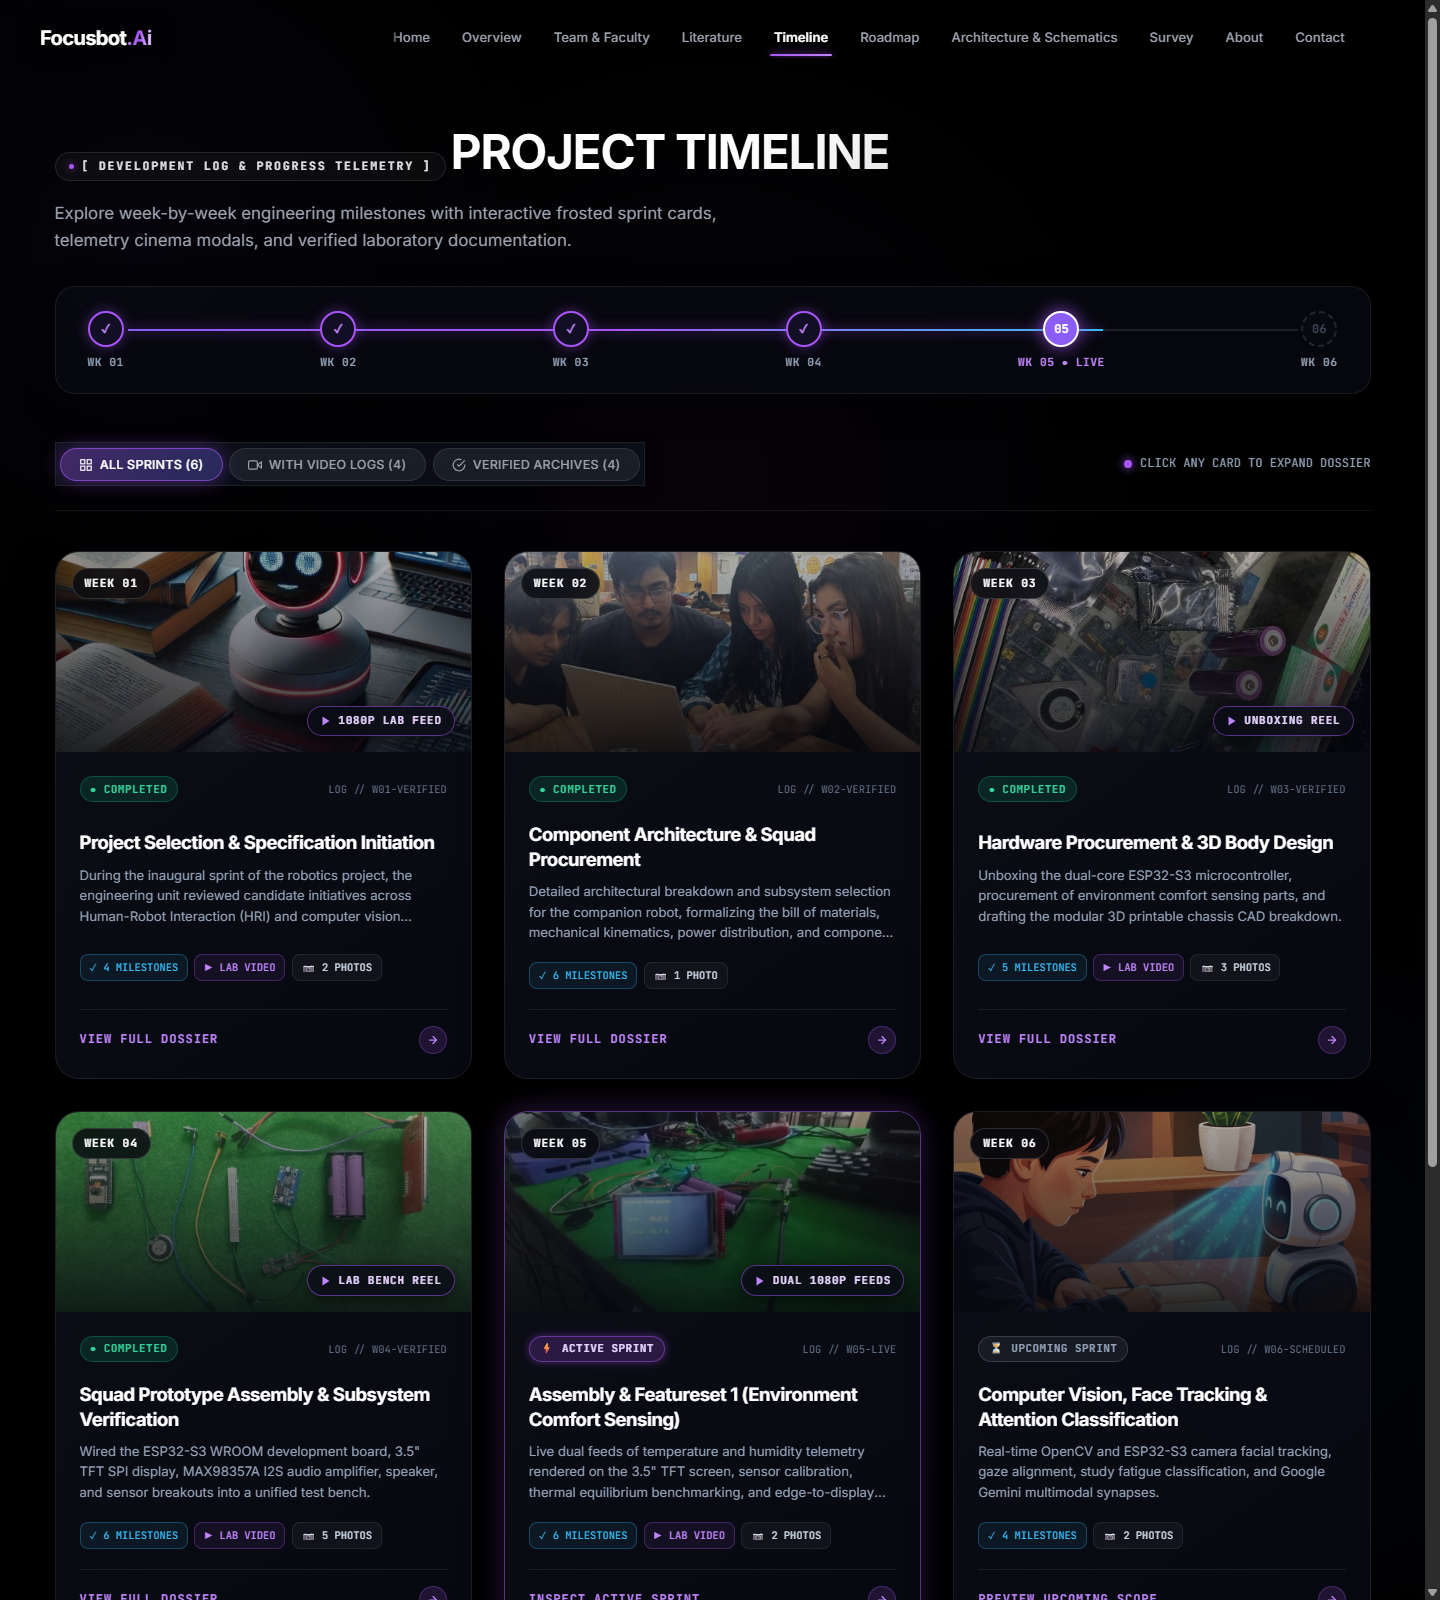 Focusbot.Ai
Home Overview Team & Faculty Literature Timeline Roadmap Architecture & Schematics Survey About Contact
[ DEVELOPMENT LOG & PROGRESS TELEMETRY ] PROJECT TIMELINE
Explore week-by-week engineering milestones with interactive frosted sprint cards,
telemetry cinema modals, and verified laboratory documentation.
✓ ✓ ✓ ✓ 05 06
WK 01 WK 02 WK 03 WK 04 WK 05 • LIVE WK 06
ALL SPRINTS (6) WITH VIDEO LOGS (4) VERIFIED ARCHIVES (4)
CLICK ANY CARD TO EXPAND DOSSIER
WEEK 01
▶ 1080P LAB FEED
• COMPLETED LOG // W01-VERIFIED
Project Selection & Specification Initiation
During the inaugural sprint of the robotics project, the
engineering unit reviewed candidate initiatives across
Human-Robot Interaction (HRI) and computer vision...
✓ 4 MILESTONES ▶ LAB VIDEO 2 PHOTOS
VIEW FULL DOSSIER →
WEEK 02
• COMPLETED LOG // W02-VERIFIED
Component Architecture & Squad
Procurement
Detailed architectural breakdown and subsystem selection
for the companion robot, formalizing the bill of materials,
mechanical kinematics, power distribution, and compone...
✓ 6 MILESTONES 1 PHOTO
VIEW FULL DOSSIER →
WEEK 03
▶ UNBOXING REEL
• COMPLETED LOG // W03-VERIFIED
Hardware Procurement & 3D Body Design
Unboxing the dual-core ESP32-S3 microcontroller,
procurement of environment comfort sensing parts, and
drafting the modular 3D printable chassis CAD breakdown.
✓ 5 MILESTONES ▶ LAB VIDEO 3 PHOTOS
VIEW FULL DOSSIER →
WEEK 04
▶ LAB BENCH REEL
• COMPLETED LOG // W04-VERIFIED
Squad Prototype Assembly & Subsystem
Verification
Wired the ESP32-S3 WROOM development board, 3.5"
TFT SPI display, MAX98357A I2S audio amplifier, speaker,
and sensor breakouts into a unified test bench.
✓ 6 MILESTONES ▶ LAB VIDEO 5 PHOTOS
VIEW FULL DOSSIER →
WEEK 05
▶ DUAL 1080P FEEDS
⚡ ACTIVE SPRINT LOG // W05-LIVE
Assembly & Featureset 1 (Environment
Comfort Sensing)
Live dual feeds of temperature and humidity telemetry
rendered on the 3.5" TFT screen, sensor calibration,
thermal equilibrium benchmarking, and edge-to-display...
✓ 6 MILESTONES ▶ LAB VIDEO 2 PHOTOS
INSPECT ACTIVE SPRINT →
WEEK 06
⏳ UPCOMING SPRINT LOG // W06-SCHEDULED
Computer Vision, Face Tracking &
Attention Classification
Real-time OpenCV and ESP32-S3 camera facial tracking,
gaze alignment, study fatigue classification, and Google
Gemini multimodal synapses.
✓ 4 MILESTONES 2 PHOTOS
PREVIEW UPCOMING SCOPE →